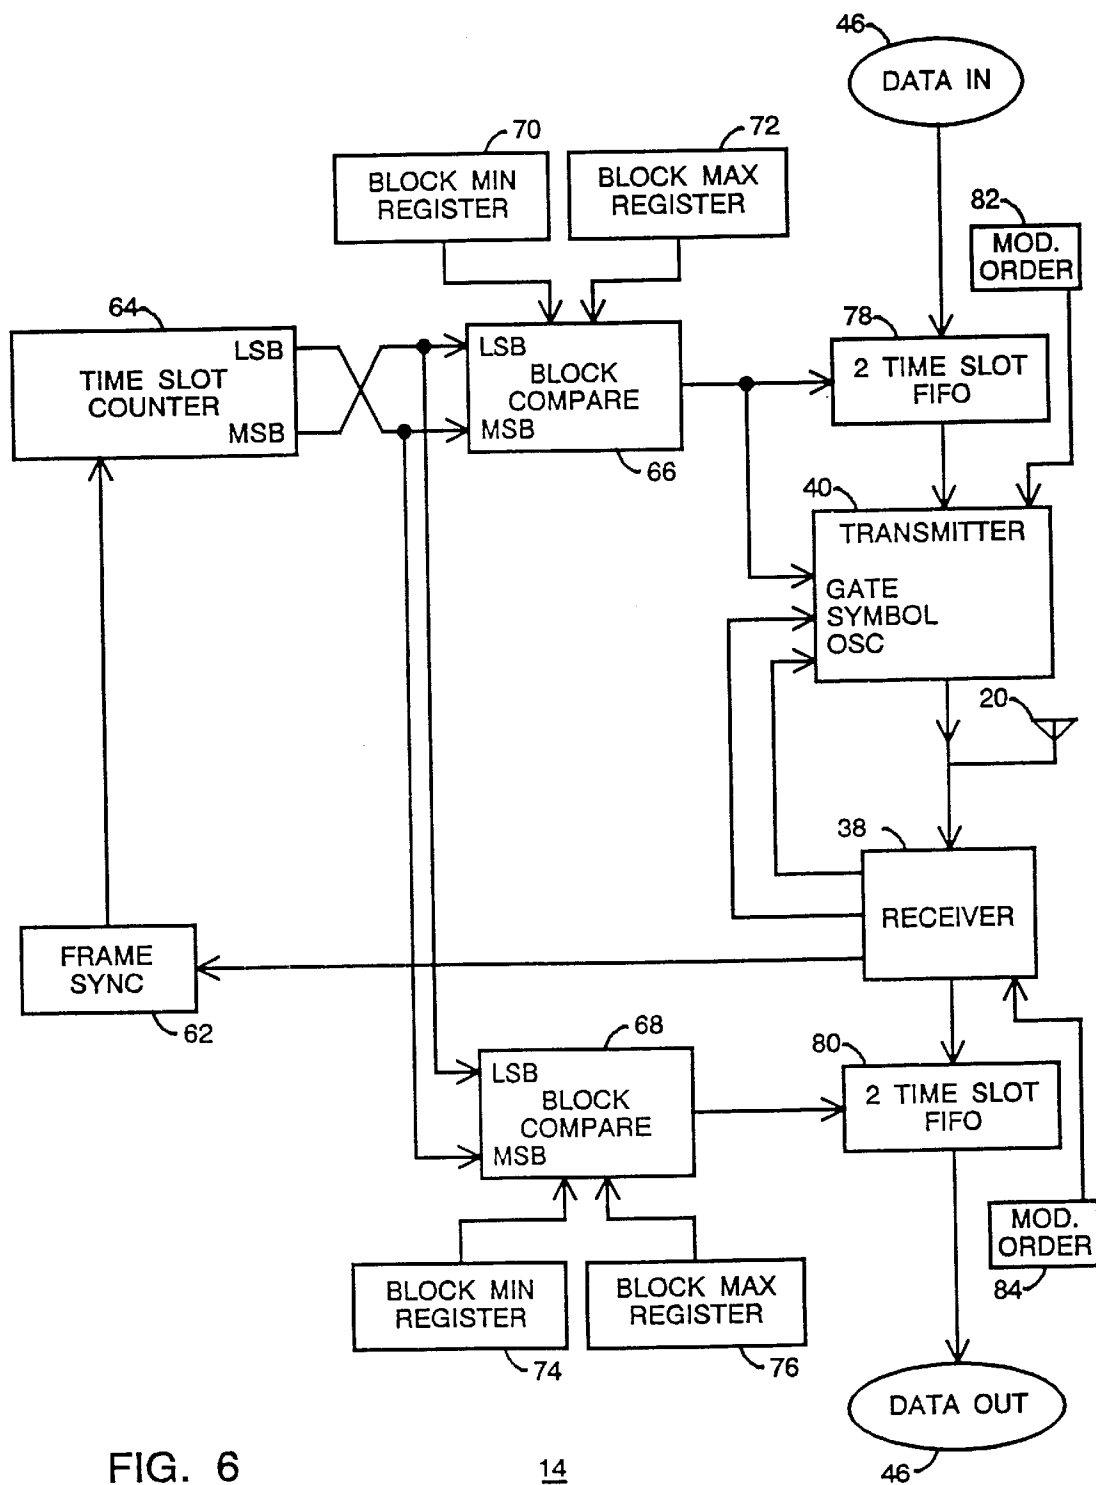 46
DATA IN
70
72
BLOCK MIN
REGISTER
BLOCK MAX
REGISTER
82
MOD.
ORDER
64
LSB
TIME SLOT
COUNTER
MSB
LSB
BLOCK
COMPARE
MSB
66
78
2 TIME SLOT
FIFO
40
TRANSMITTER
GATE
SYMBOL
OSC
20
38
RECEIVER
FRAME
SYNC
62
68
LSB
BLOCK
COMPARE
MSB
80
2 TIME SLOT
FIFO
BLOCK MIN
REGISTER
74
BLOCK MAX
REGISTER
76
MOD.
ORDER
84
DATA OUT
46
FIG. 6
14